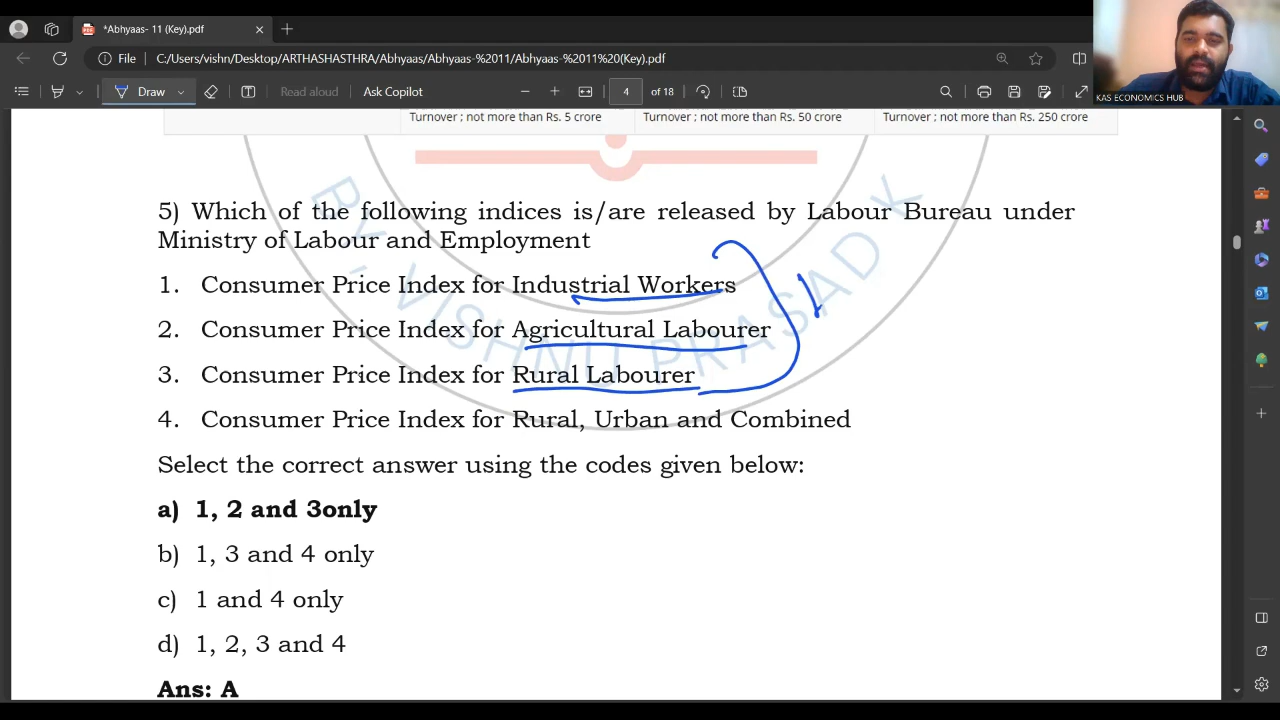 *Abhyaas- 11 (Key).pdf
File C:/Users/vishn/Desktop/ARTHASHASTRA/Abhyaas/Abhyaas-%2011/Abhyaas-%2011%20(Key).pdf
KAS ECONOMICS HUB
Draw Read aloud Ask Copilot 4 of 18
Turnover ; not more than Rs. 5 crore Turnover ; not more than Rs. 50 crore Turnover ; not more than Rs. 250 crore
BY, VISHNU PRASAD K
5) Which of the following indices is/are released by Labour Bureau under
Ministry of Labour and Employment
1. Consumer Price Index for Industrial Workers
2. Consumer Price Index for Agricultural Labourer
3. Consumer Price Index for Rural Labourer
4. Consumer Price Index for Rural, Urban and Combined
Select the correct answer using the codes given below:
a) 1, 2 and 3only
b) 1, 3 and 4 only
c) 1 and 4 only
d) 1, 2, 3 and 4
Ans: A